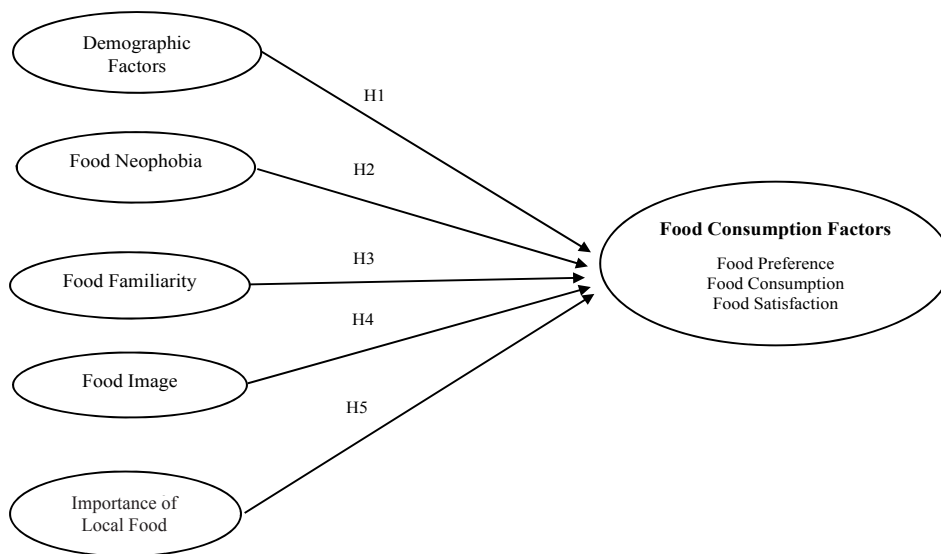 Demographic
Factors
H1
Food Neophobia
H2
Food Consumption Factors
Food Preference
Food Consumption
Food Satisfaction
Food Familiarity
H3
H4
Food Image
H5
Importance of
Local Food